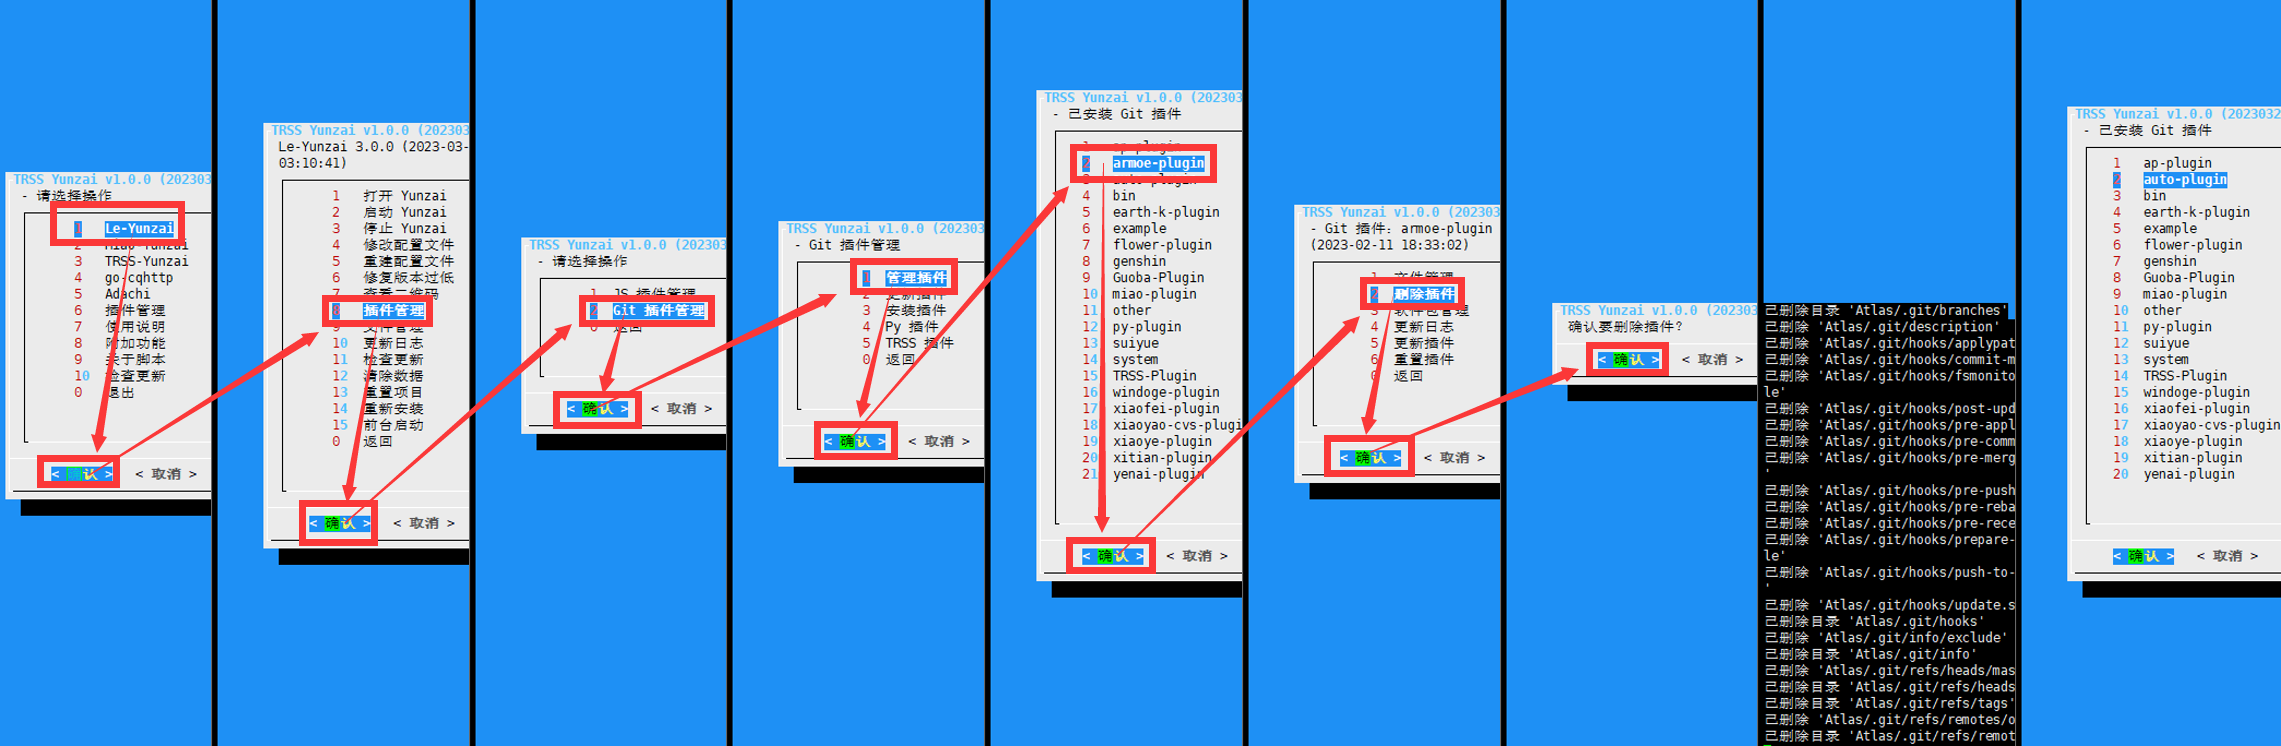 TRSS Yunzai v1.0.0 (202303
- 请选择操作
1 Le-Yunzai
2 Miao-Yunzai
3 TRSS-Yunzai
4 go-cqhttp
5 Adachi
6 插件管理
7 使用说明
8 附加功能
9 关于脚本
10 检查更新
0 退出
< 确认 > < 取消 >
TRSS Yunzai v1.0.0 (202303
Le-Yunzai 3.0.0 (2023-03-
03:10:41)
1 打开 Yunzai
2 启动 Yunzai
3 停止 Yunzai
4 修改配置文件
5 重建配置文件
6 修复版本过低
7 查看二维码
8 插件管理
9 文件管理
10 更新日志
11 检查更新
12 清除数据
13 重置项目
14 重新安装
15 前台启动
0 返回
< 确认 > < 取消 >
TRSS Yunzai v1.0.0 (202303
- 请选择操作
1 JS 插件管理
2 Git 插件管理
0 返回
< 确认 > < 取消 >
TRSS Yunzai v1.0.0 (202303
- Git 插件管理
1 管理插件
2 更新插件
3 安装插件
4 Py 插件
5 TRSS 插件
0 返回
< 确认 > < 取消 >
TRSS Yunzai v1.0.0 (202303
- 已安装 Git 插件
1 ap-plugin
2 armoe-plugin
3 auto-plugin
4 bin
5 earth-k-plugin
6 example
7 flower-plugin
8 genshin
9 Guoba-Plugin
10 miao-plugin
11 other
12 py-plugin
13 suiyue
14 system
15 TRSS-Plugin
16 windoge-plugin
17 xiaofei-plugin
18 xiaoyao-cvs-plugi
19 xiaoye-plugin
20 xitian-plugin
21 yenai-plugin
< 确认 > < 取消 >
TRSS Yunzai v1.0.0 (202303
- Git 插件: armoe-plugin
(2023-02-11 18:33:02)
1 文件管理
2 删除插件
3 软件包管理
4 更新日志
5 更新插件
6 重置插件
0 返回
< 确认 > < 取消 >
TRSS Yunzai v1.0.0 (202303
确认要删除插件?
< 确认 > < 取消 >
已删除目录 'Atlas/.git/branches'
已删除 'Atlas/.git/description'
已删除 'Atlas/.git/hooks/applypat
已删除 'Atlas/.git/hooks/commit-m
已删除 'Atlas/.git/hooks/fsmonito
le'
已删除 'Atlas/.git/hooks/post-upd
已删除 'Atlas/.git/hooks/pre-appl
已删除 'Atlas/.git/hooks/pre-comm
已删除 'Atlas/.git/hooks/pre-merg
'
已删除 'Atlas/.git/hooks/pre-push
已删除 'Atlas/.git/hooks/pre-reba
已删除 'Atlas/.git/hooks/pre-rece
已删除 'Atlas/.git/hooks/prepare-
le'
已删除 'Atlas/.git/hooks/push-to-
'
已删除 'Atlas/.git/hooks/update.s
已删除目录 'Atlas/.git/hooks'
已删除 'Atlas/.git/info/exclude'
已删除目录 'Atlas/.git/info'
已删除 'Atlas/.git/refs/heads/mas
已删除目录 'Atlas/.git/refs/heads
已删除目录 'Atlas/.git/refs/tags'
已删除 'Atlas/.git/refs/remotes/o
已删除目录 'Atlas/.git/refs/remot
TRSS Yunzai v1.0.0 (2023032
- 已安装 Git 插件
1 ap-plugin
2 auto-plugin
3 bin
4 earth-k-plugin
5 example
6 flower-plugin
7 genshin
8 Guoba-Plugin
9 miao-plugin
10 other
11 py-plugin
12 suiyue
13 system
14 TRSS-Plugin
15 windoge-plugin
16 xiaofei-plugin
17 xiaoyao-cvs-plugin
18 xiaoye-plugin
19 xitian-plugin
20 yenai-plugin
< 确认 > < 取消 >